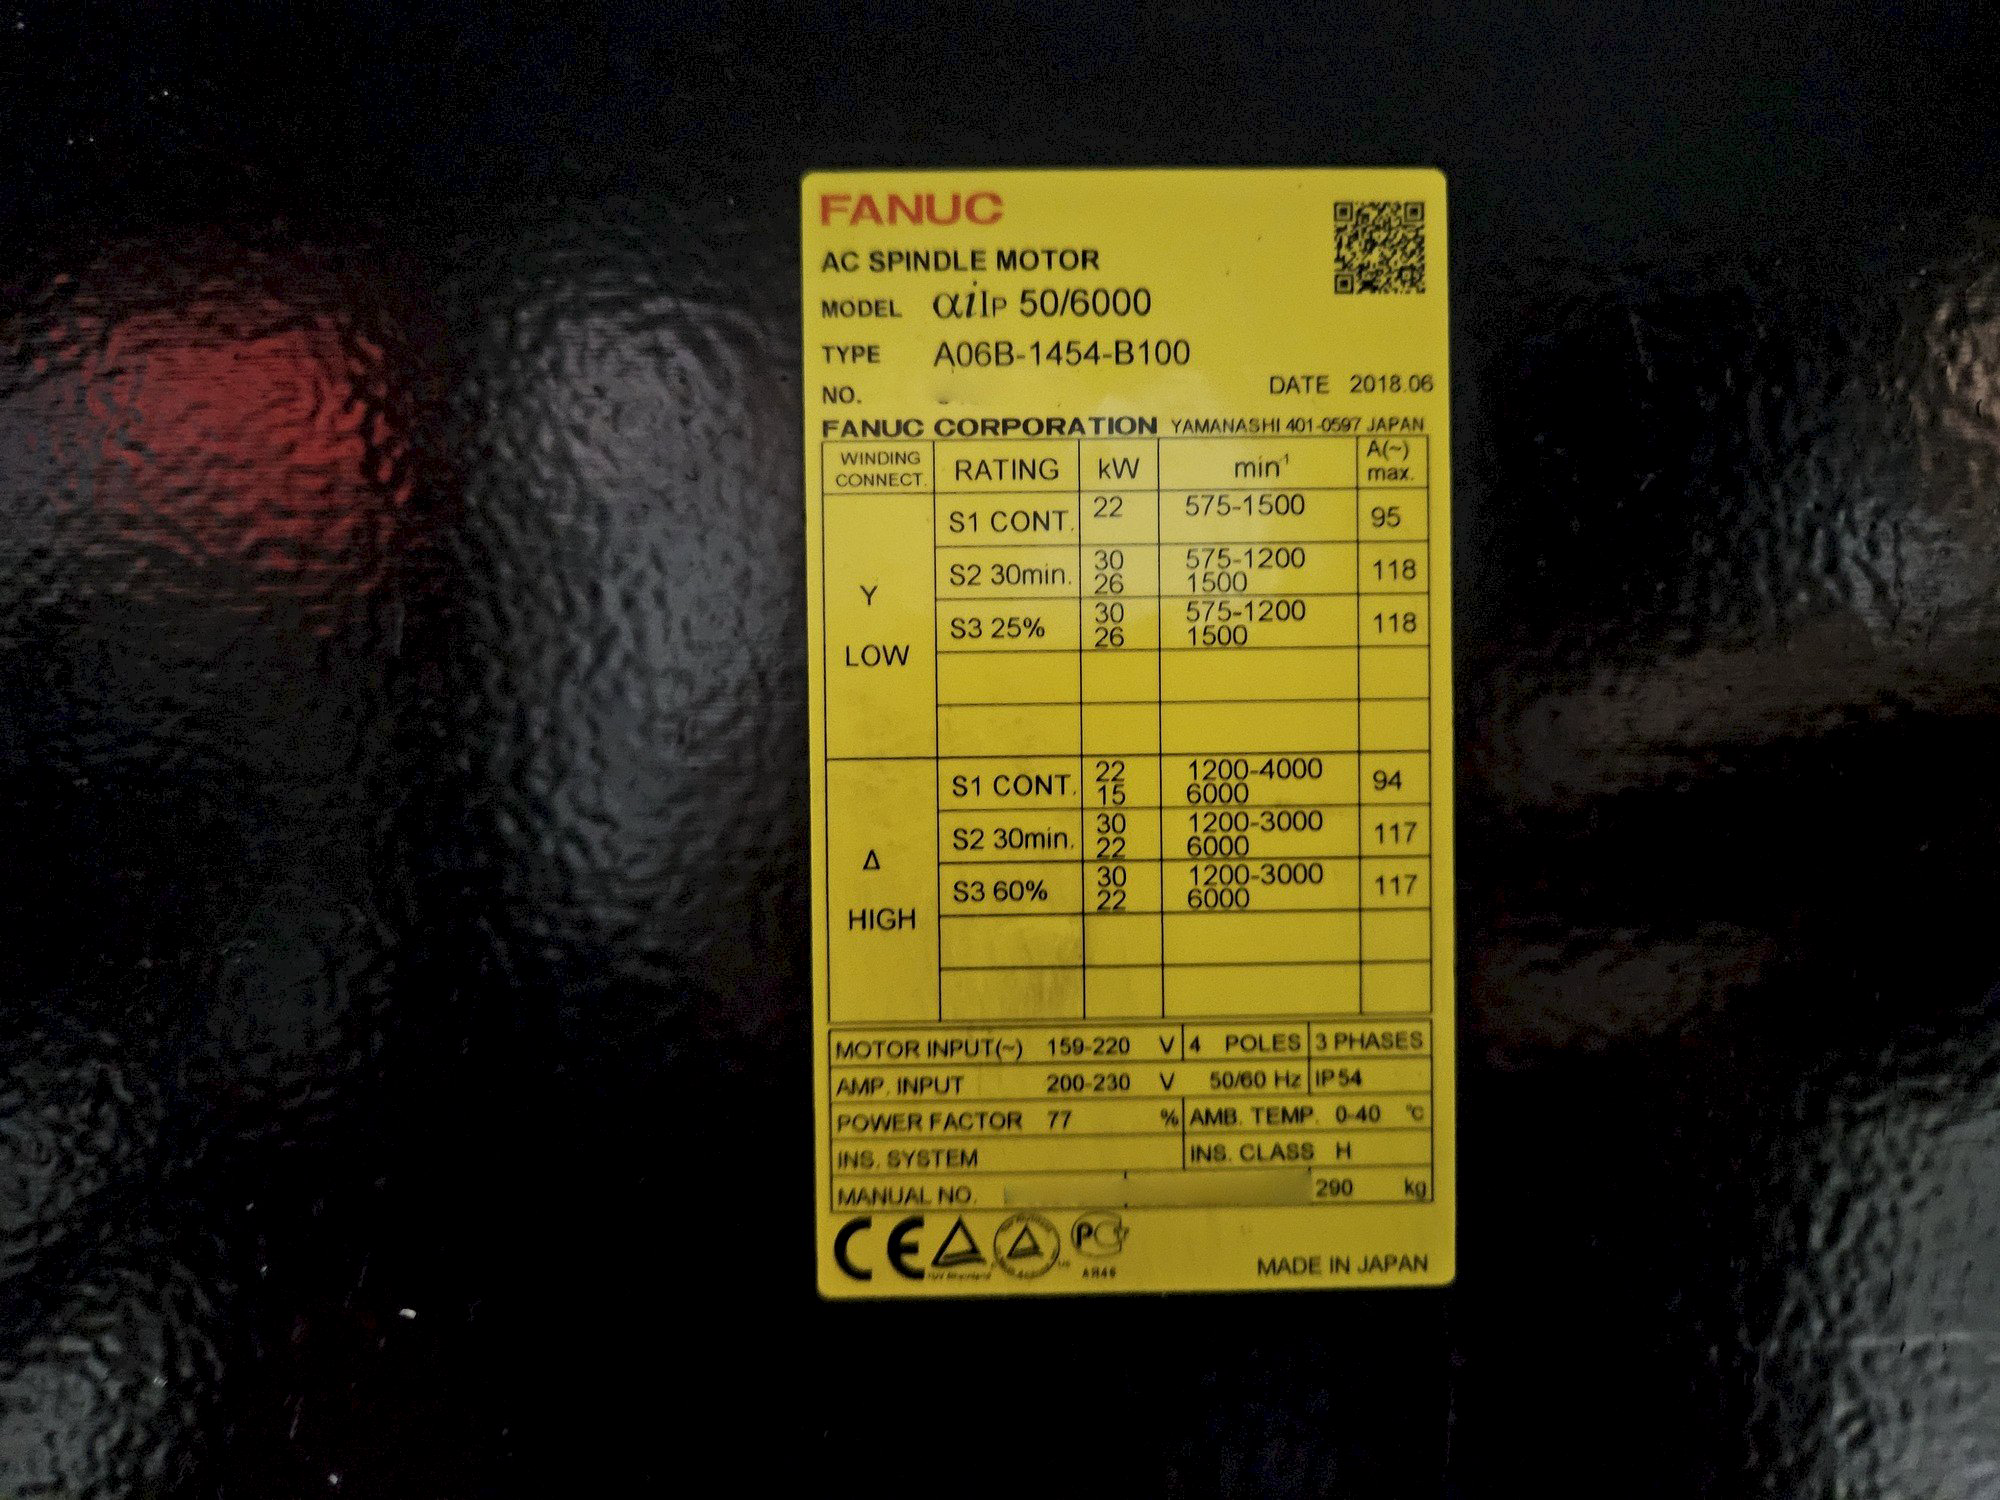 FANUC
AC SPINDLE MOTOR
MODEL αiIP 50/6000
TYPE A06B-1454-B100
NO.
DATE 2018.06
FANUC CORPORATION YAMANASHI 401-0597 JAPAN
WINDING CONNECT. RATING kW min-1 A(~) max.
Y LOW
S1 CONT. 22 575-1500 95
S2 30min. 30 575-1200 118
26 1500
S3 25% 30 575-1200 118
26 1500
Δ HIGH
S1 CONT. 22 1200-4000 94
15 6000
S2 30min. 30 1200-3000 117
22 6000
S3 60% 30 1200-3000 117
22 6000
MOTOR INPUT(~) 159-220 V 4 POLES 3 PHASES
AMP. INPUT 200-230 V 50/60 Hz IP54
POWER FACTOR 77 % AMB. TEMP. 0-40 ℃
INS. SYSTEM INS. CLASS H
MANUAL NO. 290 kg
CE
MADE IN JAPAN